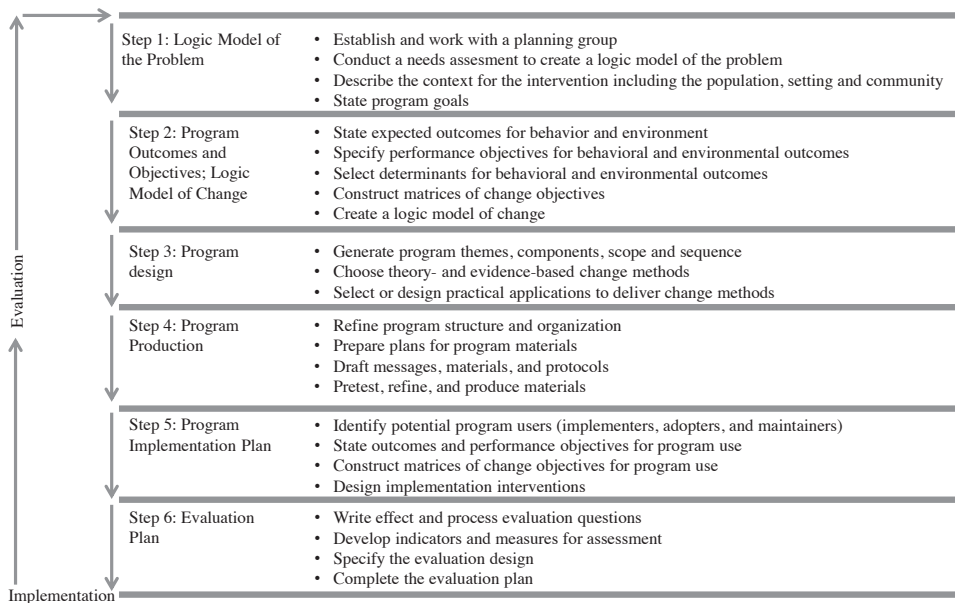 Step 1: Logic Model of
the Problem
• Establish and work with a planning group
• Conduct a needs assesment to create a logic model of the problem
• Describe the context for the intervention including the population, setting and community
• State program goals
Step 2: Program
Outcomes and
Objectives; Logic
Model of Change
• State expected outcomes for behavior and environment
• Specify performance objectives for behavioral and environmental outcomes
• Select determinants for behavioral and environmental outcomes
• Construct matrices of change objectives
• Create a logic model of change
Step 3: Program
design
• Generate program themes, components, scope and sequence
• Choose theory- and evidence-based change methods
• Select or design practical applications to deliver change methods
Step 4: Program
Production
• Refine program structure and organization
• Prepare plans for program materials
• Draft messages, materials, and protocols
• Pretest, refine, and produce materials
Step 5: Program
Implementation Plan
• Identify potential program users (implementers, adopters, and maintainers)
• State outcomes and performance objectives for program use
• Construct matrices of change objectives for program use
• Design implementation interventions
Step 6: Evaluation
Plan
• Write effect and process evaluation questions
• Develop indicators and measures for assessment
• Specify the evaluation design
• Complete the evaluation plan
Evaluation
Implementation